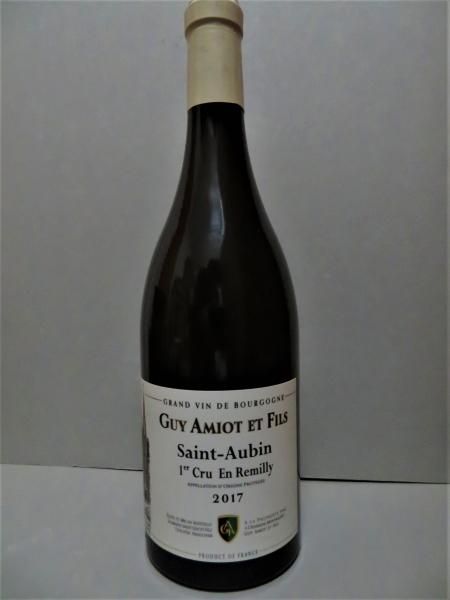 GRAND VIN DE BOURGOGNE
GUY AMIOT ET FILS
Saint-Aubin
1er Cru En Remilly
APPELLATION D'ORIGINE PROTÉGÉE
2017
GA
PRODUCT OF FRANCE